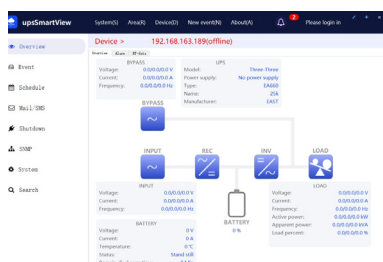 upsSmartView System(S) Area(R) Device(D) New event(N) About(A) 2 Please login in
Overview
Event
Schedule
Mail/SMS
Shutdown
SNMP
System
Search
Device > 192.168.163.189(offline)
Overview Alarm
BYPASS
Voltage: 0.0/0.0/0.0 V
Current: 0.0/0.0/0.0 A
Frequency: 0.0/0.0/0.0 Hz
UPS
Model: Three-Three
Power supply: No power supply
Type: EA660
Name: 256
Manufacturer: EAST
BYPASS
INPUT REC INV LOAD
INPUT
Voltage: 0.0/0.0/0.0 V
Current: 0.0/0.0/0.0 A
Frequency: 0.0/0.0/0.0 Hz
BATTERY
Voltage: 0 V
Current: 0 A
Temperature: 0 °C
Status: Stand still
BATTERY
0 %
LOAD
Voltage: 0.0/0.0/0.0 V
Current: 0.0/0.0/0.0 A
Frequency: 0.0/0.0/0.0 Hz
Active power: 0.0/0.0/0.0 kW
Apparent power: 0.0/0.0/0.0 kVA
Load percent: 0.0/0.0/0.0 %